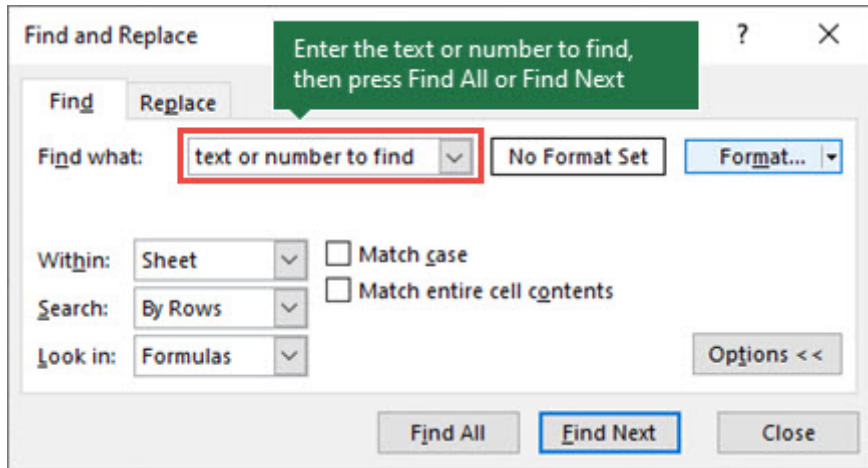 Find and Replace
?
Enter the text or number to find,
then press Find All or Find Next
Find Replace
Find what: text or number to find No Format Set Format...
Within: Sheet Match case
Match entire cell contents
Search: By Rows
Look in: Formulas Options <<
Find All Find Next Close